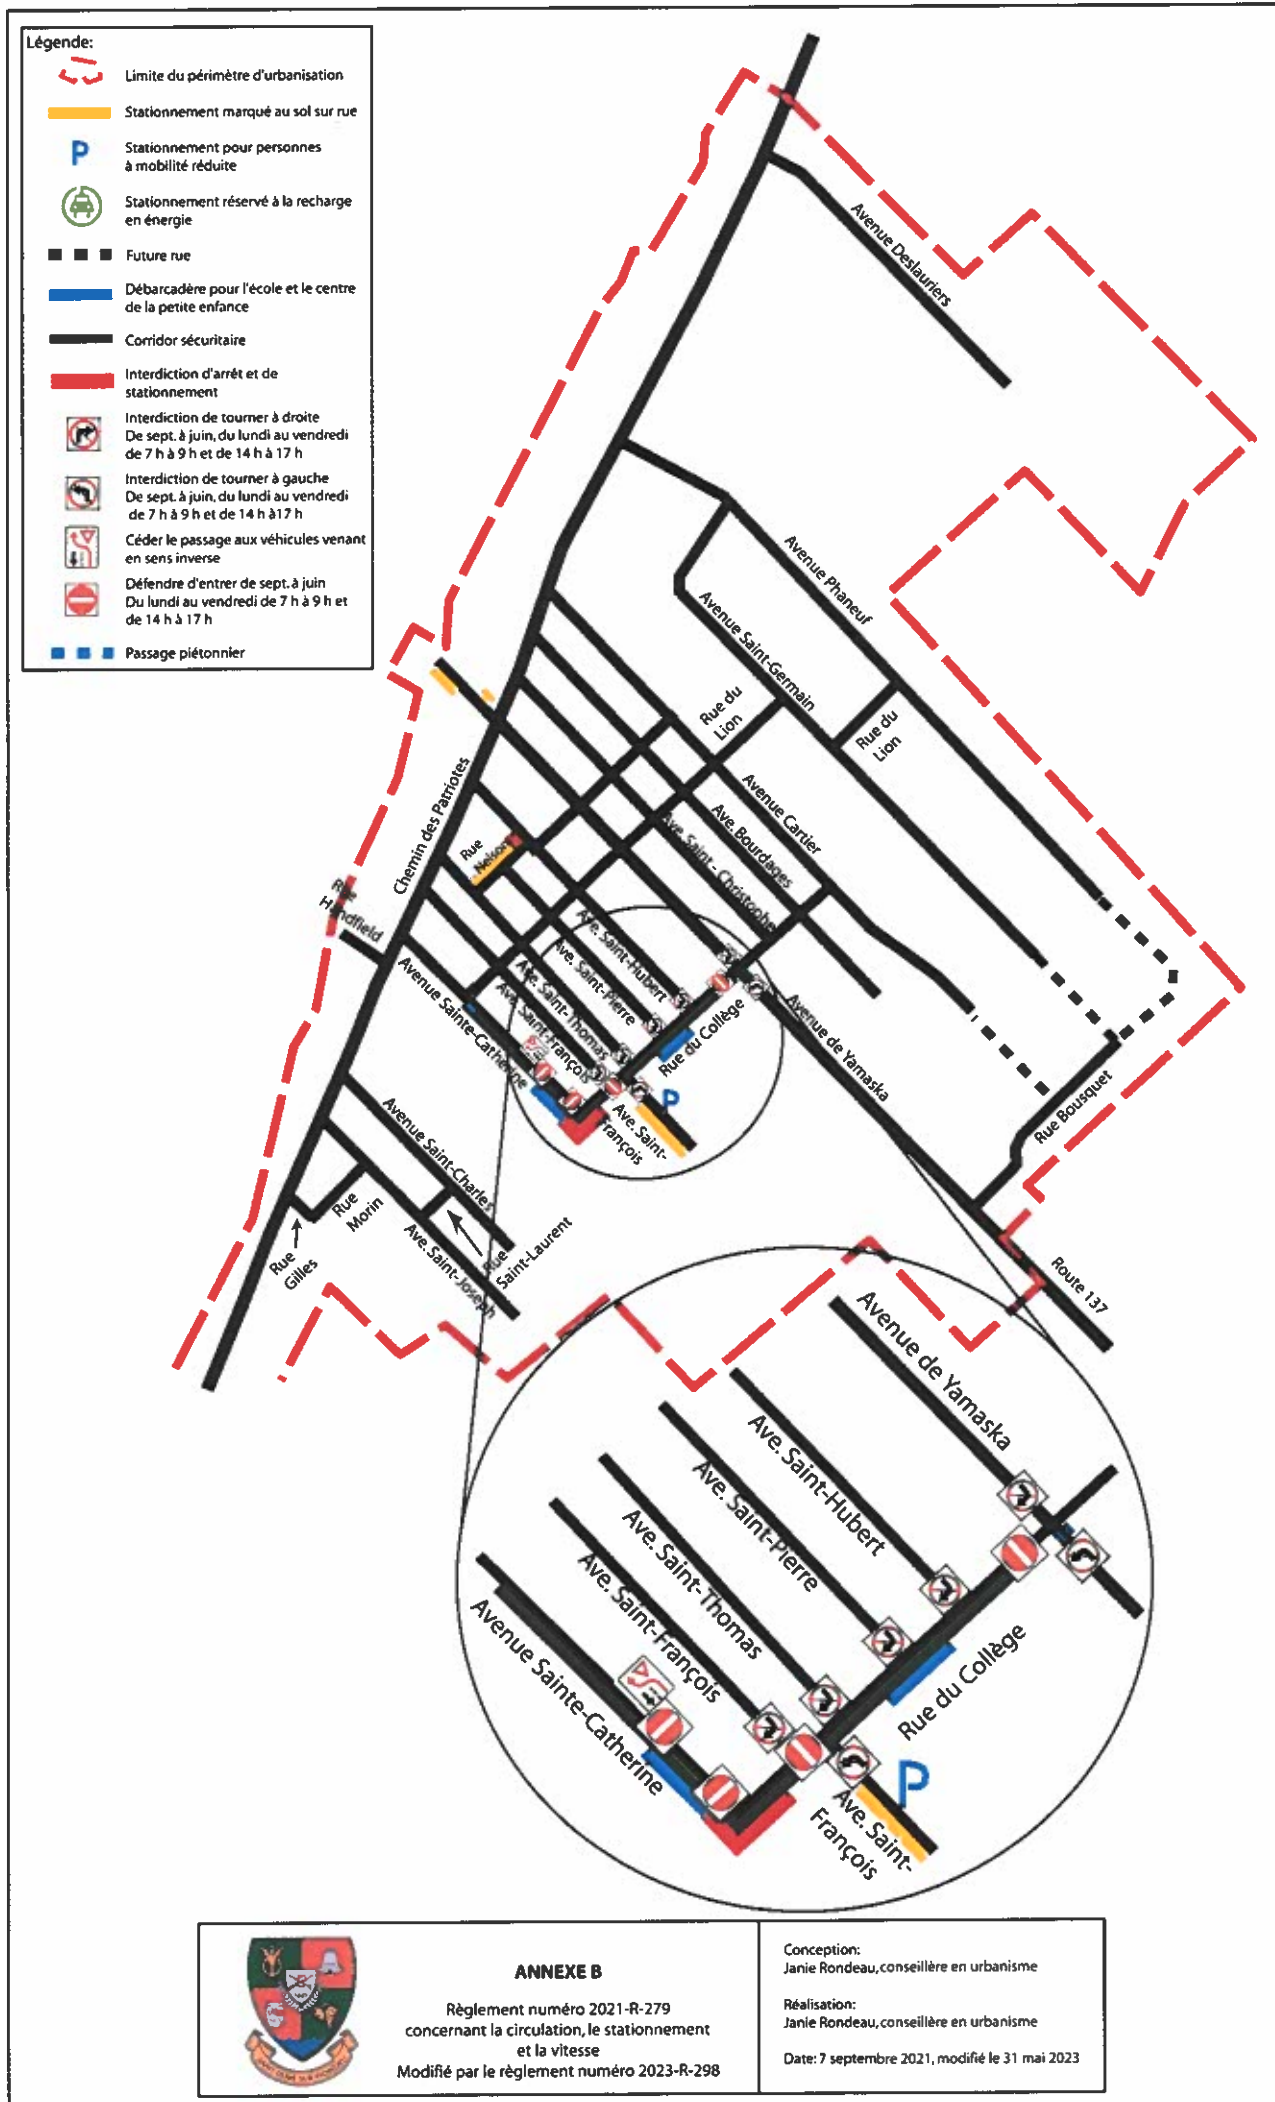 Légende:
Limite du périmètre d'urbanisation
Stationnement marqué au sol sur rue
P
Stationnement pour personnes
à mobilité réduite
Stationnement réservé à la recharge
en énergie
Future rue
Débarcadère pour l'école et le centre
de la petite enfance
Corridor sécuritaire
Interdiction d'arrêt et de
stationnement
Interdiction de tourner à droite
De sept. à juin, du lundi au vendredi
de 7 h à 9 h et de 14 h à 17 h
Interdiction de tourner à gauche
De sept. à juin, du lundi au vendredi
de 7 h à 9 h et de 14 h à17 h
Céder le passage aux véhicules venant
en sens inverse
Défendre d'entrer de sept. à juin
Du lundi au vendredi de 7 h à 9 h et
de 14 h à 17 h
Passage piétonnier
Avenue Deslauriers
Avenue Phaneuf
Avenue Saint-Germain
Rue du
Lion
Rue du
Lion
Chemin des Patriotes
Avenue Cartier
Ave. Bourdages
Ave. Saint - Christophe
Rue
Nelson
Rue
Handfield
Ave. Saint-Hubert
Ave. Saint-Pierre
Ave. Saint-Thomas
Ave. Saint-François
Avenue Sainte-Catherine
Rue du Collège
Avenue de Yamaska
P
Ave. Saint-
François
Rue Bousquet
Avenue Saint-Charles
Rue
Morin
Rue
Gilles
Ave. Saint-Joseph
Rue
Saint-Laurent
Route 137
Avenue de Yamaska
Ave. Saint-Hubert
Ave. Saint-Pierre
Ave. Saint-Thomas
Ave. Saint-François
Avenue Sainte-Catherine
Rue du Collège
P
Ave. Saint-
François
ANNEXE B
Règlement numéro 2021-R-279
concernant la circulation, le stationnement
et la vitesse
Modifié par le règlement numéro 2023-R-298
Conception:
Janie Rondeau, conseillère en urbanisme
Réalisation:
Janie Rondeau, conseillère en urbanisme
Date: 7 septembre 2021, modifié le 31 mai 2023